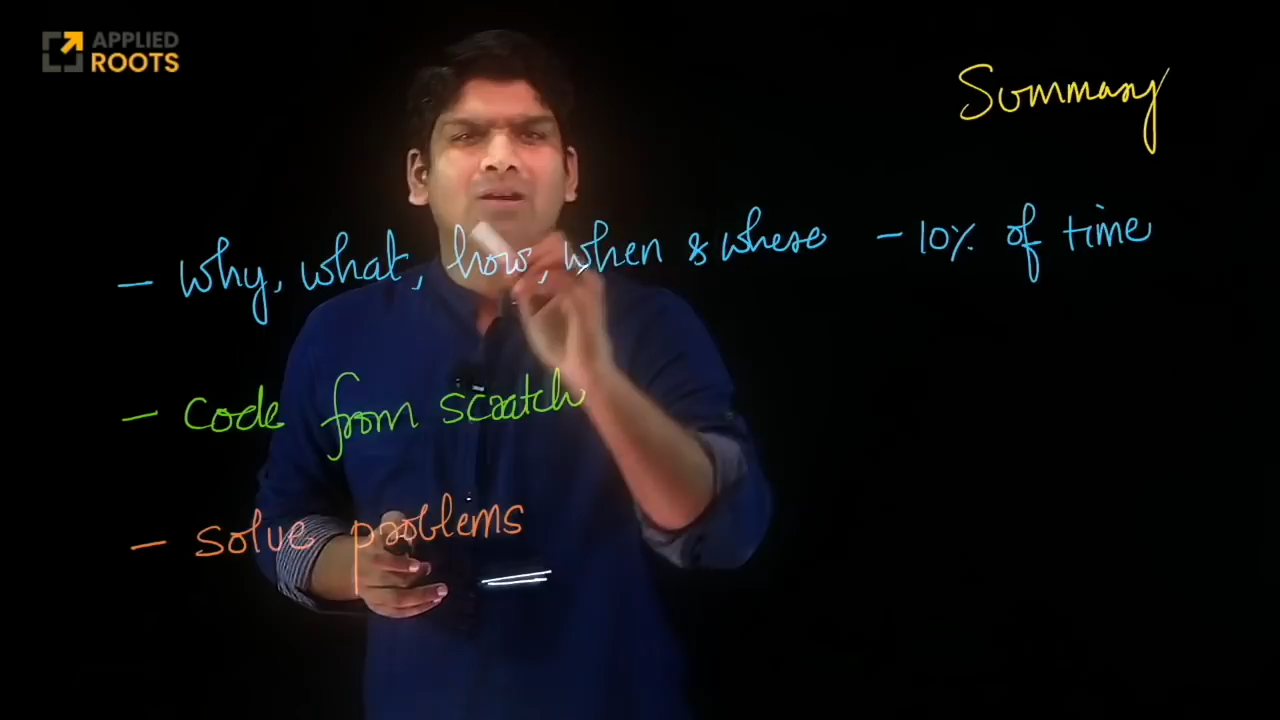 APPLIED
ROOTS
Summary
- why, what, how, when & where - 10% of time
- code from scratch
- solve problems